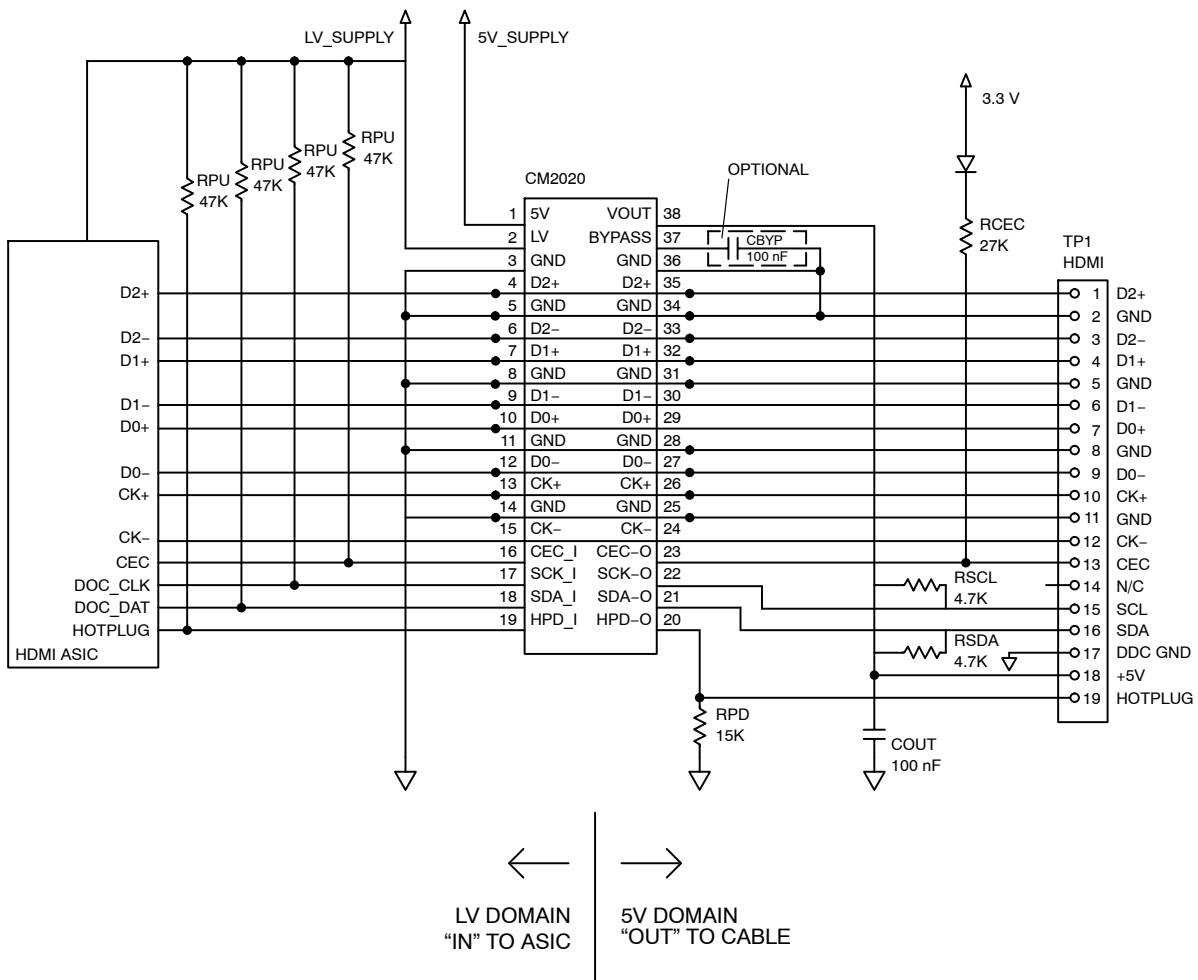 LV_SUPPLY
5V_SUPPLY
3.3 V
RPU
47K
RPU
47K
RPU
47K
RPU
47K
OPTIONAL
CM2020
RCEC
27K
TP1
HDMI
CBYP
100 nF
1 5V VOUT 38
2 LV BYPASS 37
3 GND GND 36
4 D2+ D2+ 35
5 GND GND 34
6 D2− D2− 33
7 D1+ D1+ 32
8 GND GND 31
9 D1− D1− 30
10 D0+ D0+ 29
11 GND GND 28
12 D0− D0− 27
13 CK+ CK+ 26
14 GND GND 25
15 CK− CK− 24
16 CEC_I CEC−O 23
17 SCK_I SCK−O 22
18 SDA_I SDA−O 21
19 HPD_I HPD−O 20
D2+
D2−
D1+
D1−
D0+
D0−
CK+
CK−
CEC
DOC_CLK
DOC_DAT
HOTPLUG
HDMI ASIC
1 D2+
2 GND
3 D2−
4 D1+
5 GND
6 D1−
7 D0+
8 GND
9 D0−
10 CK+
11 GND
12 CK−
13 CEC
14 N/C
15 SCL
16 SDA
17 DDC GND
18 +5V
19 HOTPLUG
RSCL
4.7K
RSDA
4.7K
RPD
15K
COUT
100 nF
LV DOMAIN
“IN” TO ASIC
5V DOMAIN
“OUT” TO CABLE